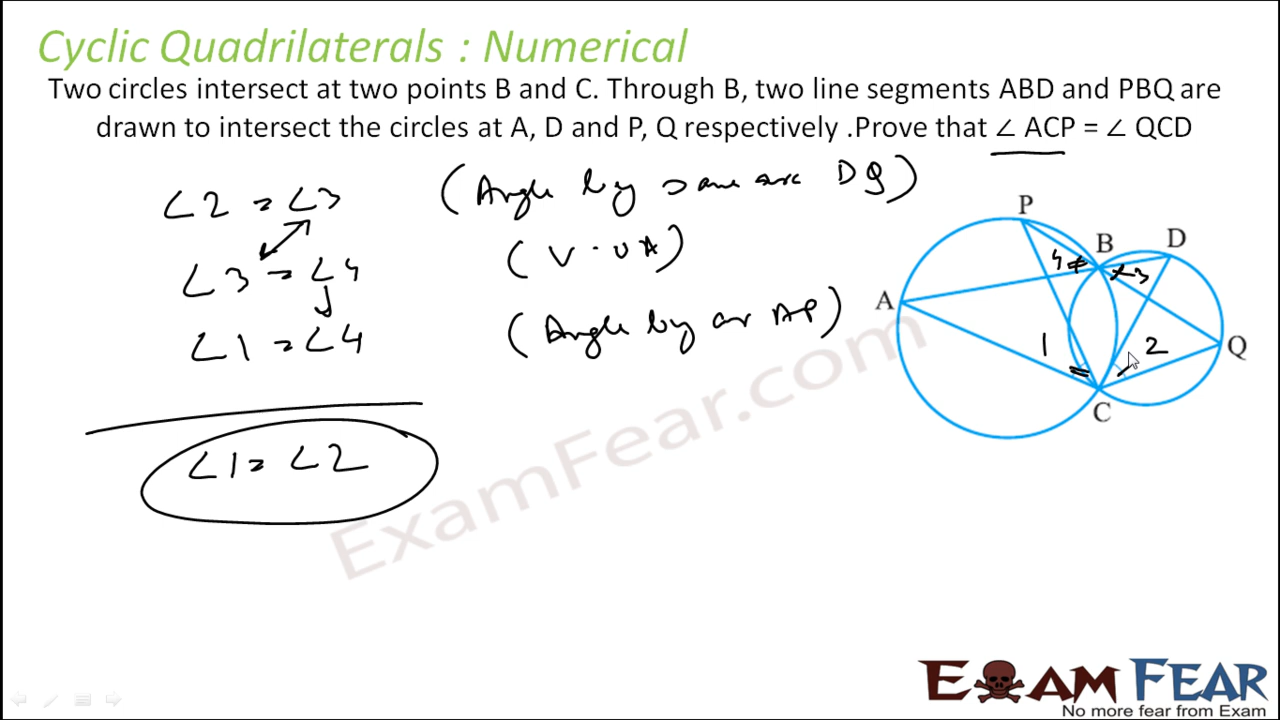 Cyclic Quadrilaterals : Numerical
Two circles intersect at two points B and C. Through B, two line segments ABD and PBQ are
drawn to intersect the circles at A, D and P, Q respectively .Prove that ∠ ACP = ∠ QCD
∠2 = ∠3 (Angle by same arc DQ)
∠3 = ∠4 (V.O.A)
∠1 = ∠4 (Angle by arc AP)
∠1 = ∠2
P
B
D
4
3
A
1
2
Q
C
ExamFear.com
EXAM FEAR
No more fear from Exam